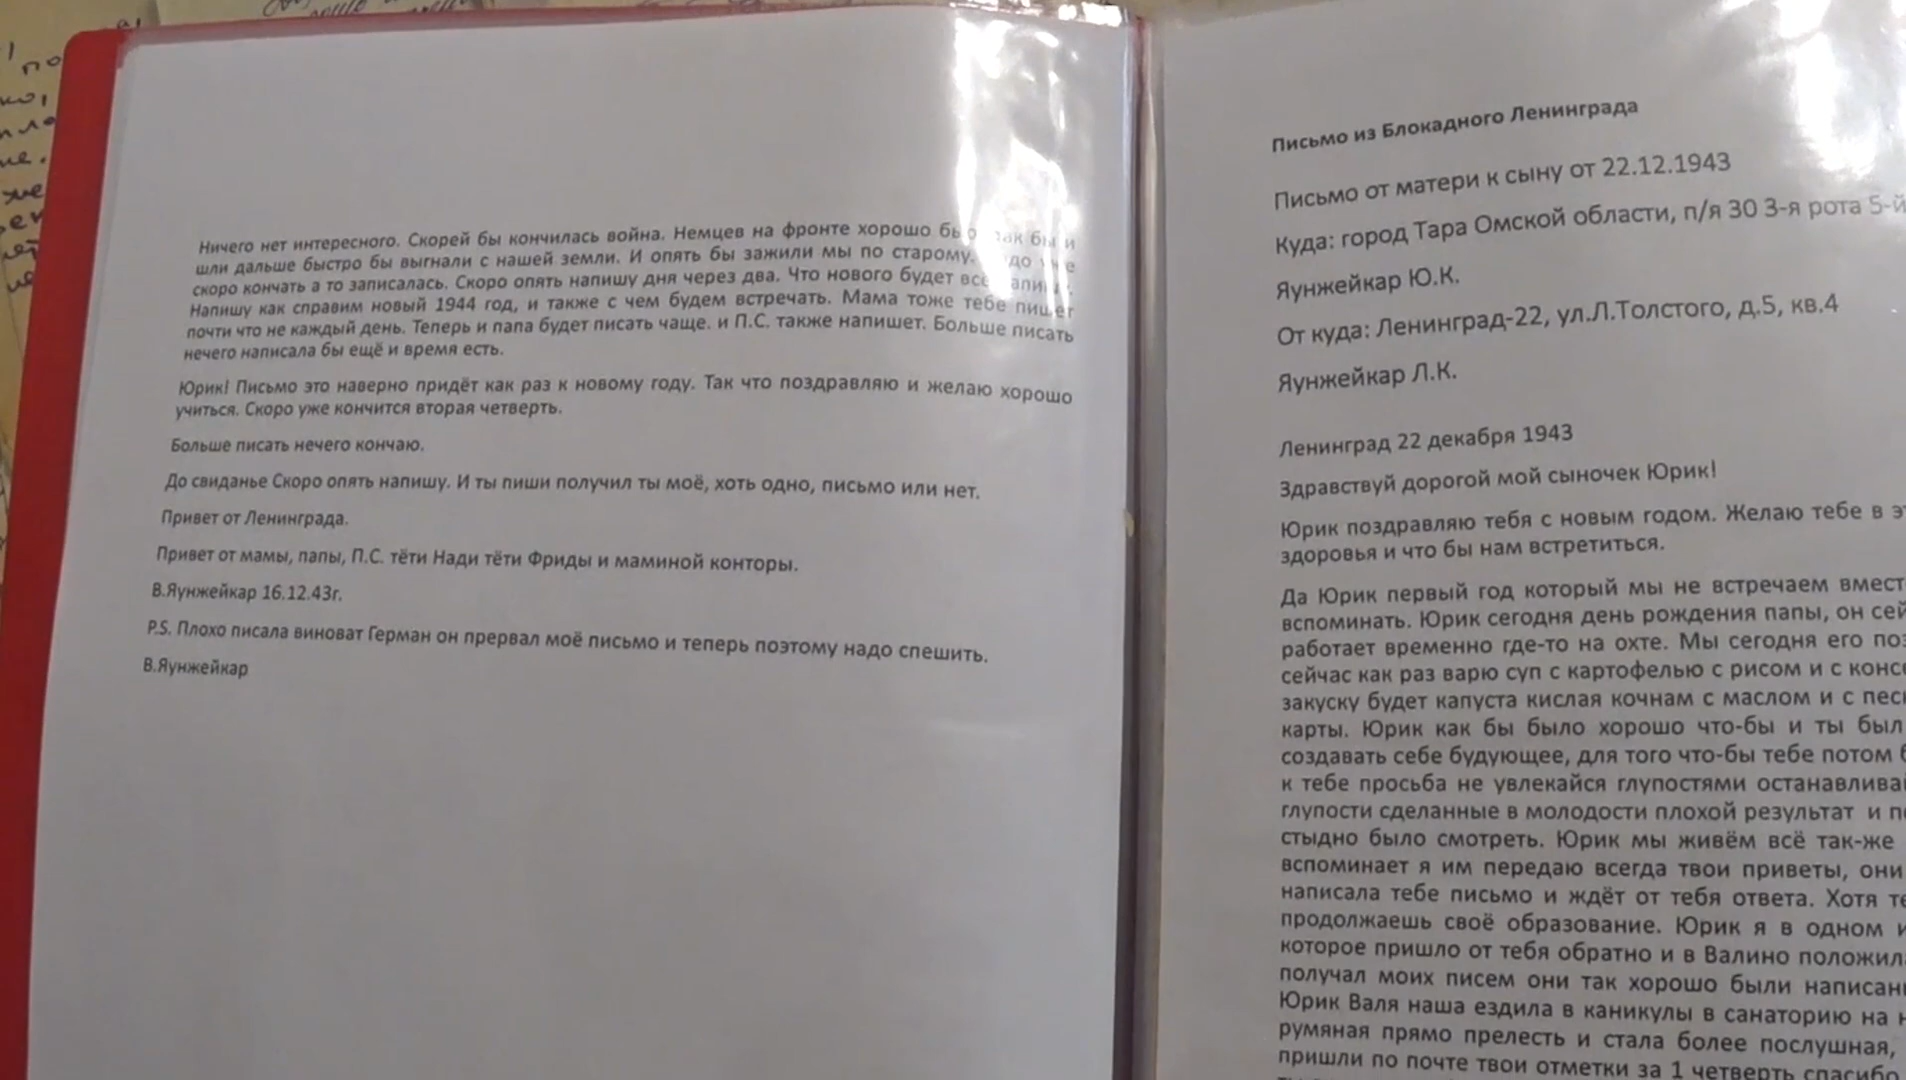 Ничего нет интересного. Скорей бы кончилась война. Немцев на фронте хорошо бьют так бы и
шли дальше быстро бы выгнали с нашей земли. И опять бы зажили мы по старому.
скоро кончать а то записалась. Скоро опять напишу дня через два. Что нового будет всё
Напишу как справим новый 1944 год, и также с чем будем встречать. Мама тоже тебе пишет
почти что не каждый день. Теперь и папа будет писать чаще. и П.С. также напишет. Больше писать
нечего написала бы ещё и время есть.
Юрик! Письмо это наверно придёт как раз к новому году. Так что поздравляю и желаю хорошо
учиться. Скоро уже кончится вторая четверть.
Больше писать нечего кончаю.
До свиданье Скоро опять напишу. И ты пиши получил ты моё, хоть одно, письмо или нет.
Привет от Ленинграда.
Привет от мамы, папы, П.С. тёти Нади тёти Фриды и маминой конторы.
В.Яунжейкар 16.12.43г.
P.S. Плохо писала виноват Герман он прервал моё письмо и теперь поэтому надо спешить.
В.Яунжейкар
Письмо из Блокадного Ленинграда
Письмо от матери к сыну от 22.12.1943
Куда: город Тара Омской области, п/я 30 3-я рота 5-й
Яунжейкар Ю.К.
От куда: Ленинград-22, ул.Л.Толстого, д.5, кв.4
Яунжейкар Л.К.
Ленинград 22 декабря 1943
Здравствуй дорогой мой сыночек Юрик!
Юрик поздравляю тебя с новым годом. Желаю тебе в
здоровья и что бы нам встретиться.
Да Юрик первый год который мы не встречаем
вспоминать. Юрик сегодня день рождения папы, он
работает временно где-то на охте. Мы сегодня его
сейчас как раз варю суп с картофелью с рисом и с
закуску будет капуста кислая кочнам с маслом и с
карты. Юрик как бы было хорошо что-бы и ты был
создавать себе будующее, для того что-бы тебе потом
к тебе просьба не увлекайся глупостями
глупости сделанные в молодости плохой результат и
стыдно было смотреть. Юрик мы живём всё так-же
вспоминает я им передаю всегда твои приветы, они
написала тебе письмо и ждёт от тебя ответа. Хотя
продолжаешь своё образование. Юрик я в одном
которое пришло от тебя обратно и в Валино
получал моих писем они так хорошо были
Юрик Валя наша ездила в каникулы в санаторию на
румяная прямо прелесть и стала более послушная,
пришли по почте твои отметки за 1 четверть спасибо